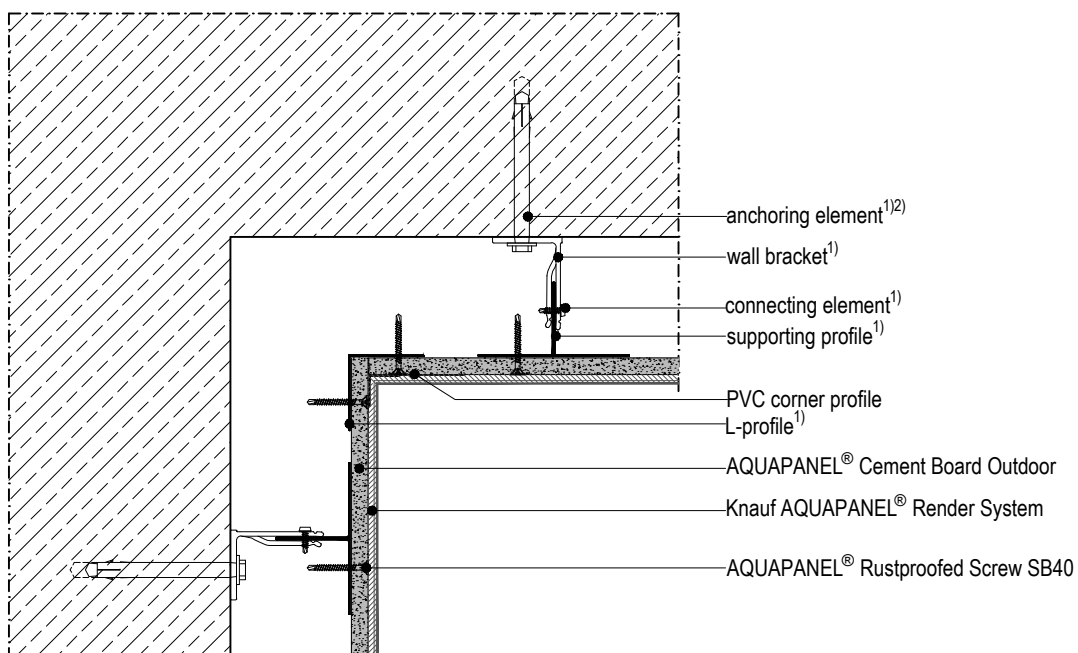 anchoring element1)2)
wall bracket1)
connecting element1)
supporting profile1)
PVC corner profile
L-profile1)
AQUAPANEL® Cement Board Outdoor
Knauf AQUAPANEL® Render System
AQUAPANEL® Rustproofed Screw SB40